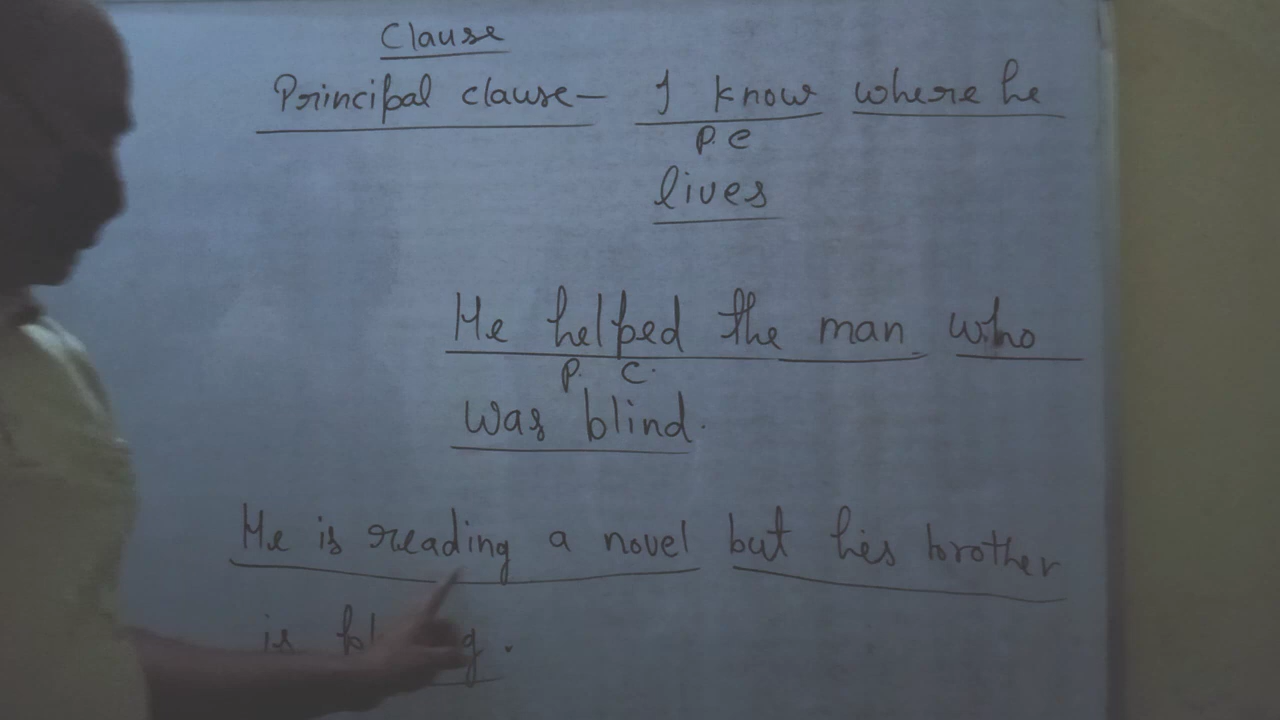 Clause
Principal clause – I know where he
P. C
lives
He helped the man who
P. C.
was blind.
He is reading a novel but his brother
is